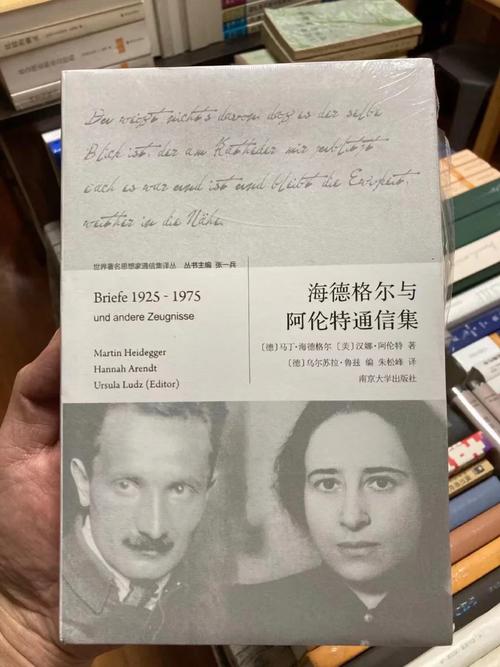 Du weißt nichts davon, daß es der selbe
Blick ist, der am Katheder mir
ach es war und ist und bleibt die Ewigkeit,
weither in die Nähe.
世界著名思想家通信集译丛 丛书主编 张一兵
Briefe 1925 - 1975
und andere Zeugnisse
Martin Heidegger
Hannah Arendt
Ursula Ludz (Editor)
海德格尔与
阿伦特通信集
〔德〕马丁·海德格尔 〔美〕汉娜·阿伦特 著
〔德〕乌尔苏拉·鲁兹 编 朱松峰 译
南京大学出版社